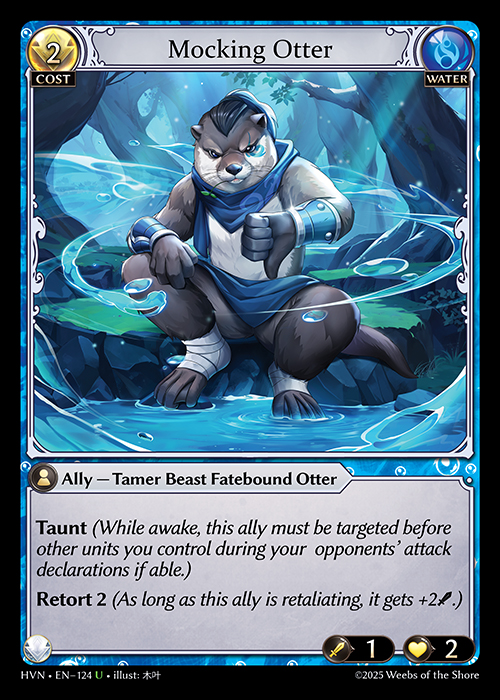 2
Mocking Otter
COST
WATER
Ally — Tamer Beast Fatebound Otter
Taunt (While awake, this ally must be targeted before
other units you control during your opponents' attack
declarations if able.)
Retort 2 (As long as this ally is retaliating, it gets +2.)
1
2
HVN • EN-124 U • illust: 木叶
©2025 Weebs of the Shore